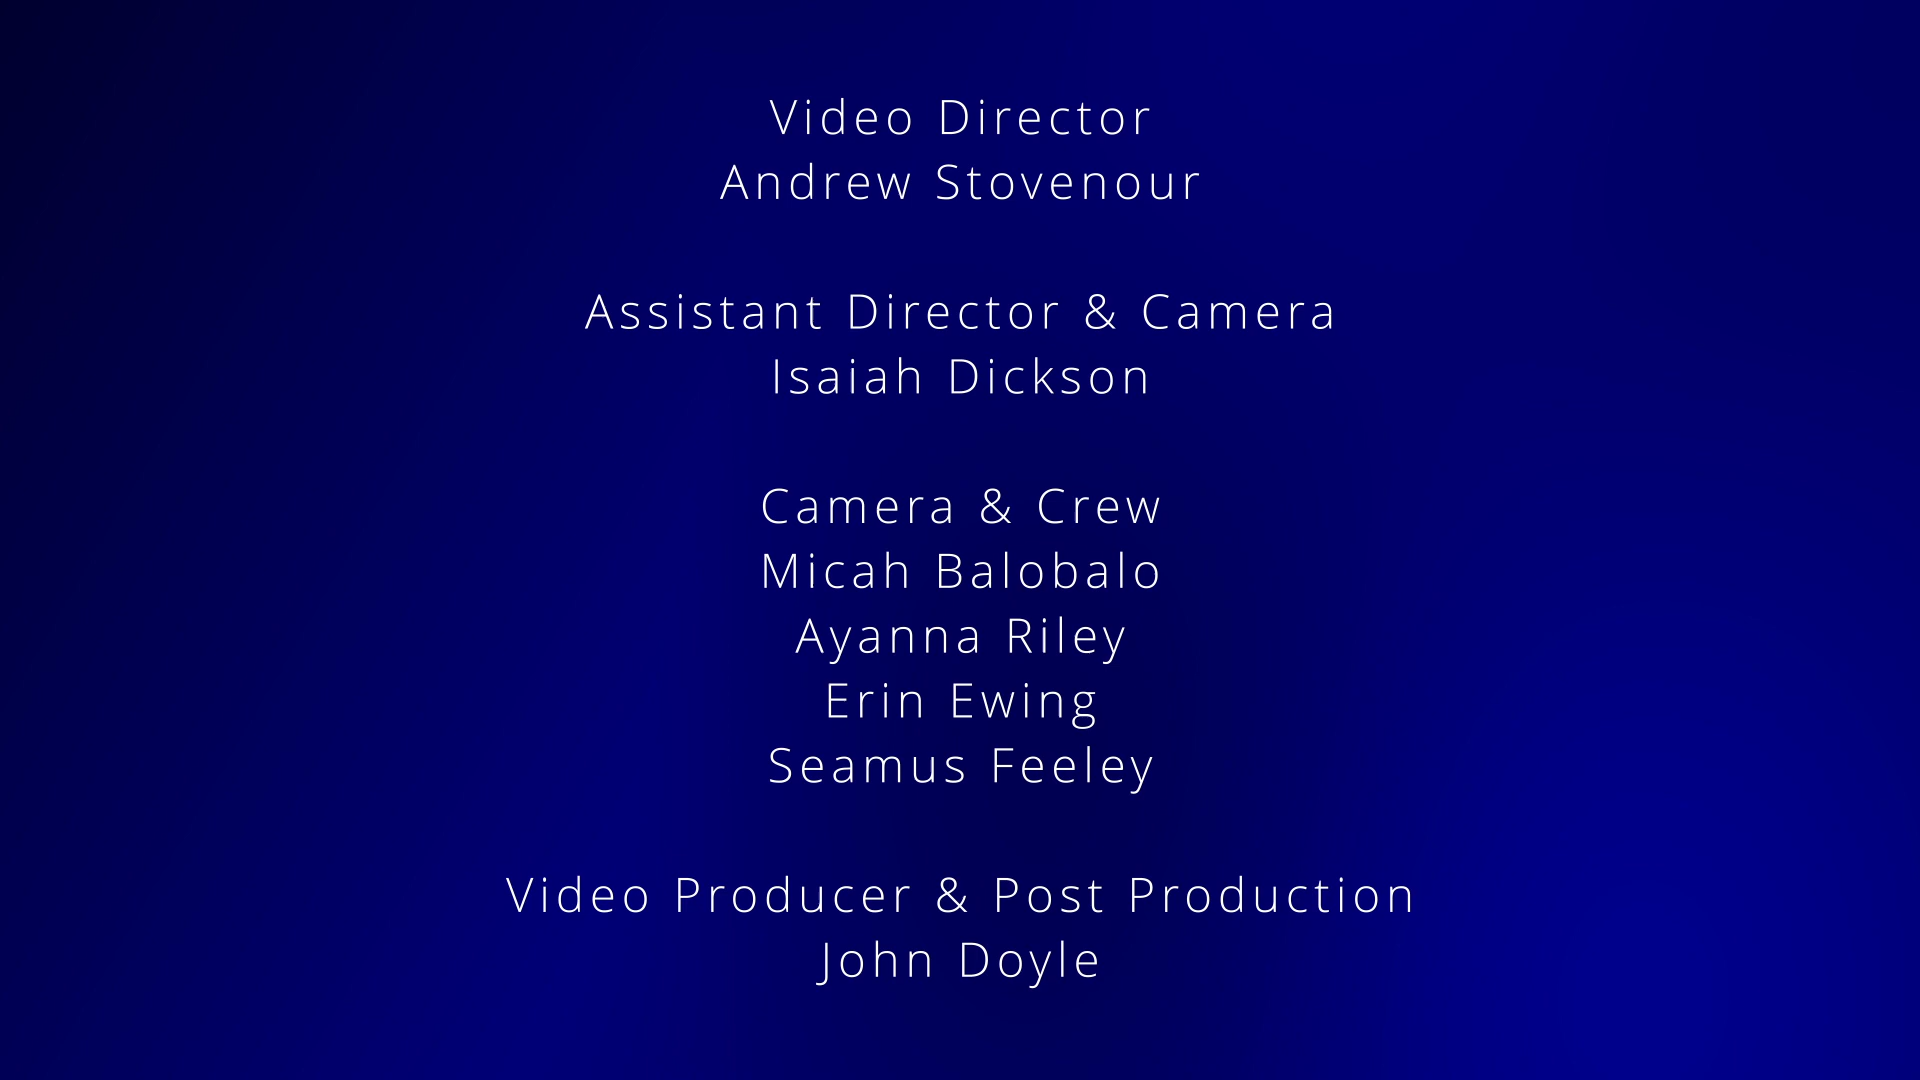 Video Director
Andrew Stovenour
Assistant Director & Camera
Isaiah Dickson
Camera & Crew
Micah Balobalo
Ayanna Riley
Erin Ewing
Seamus Feeley
Video Producer & Post Production
John Doyle